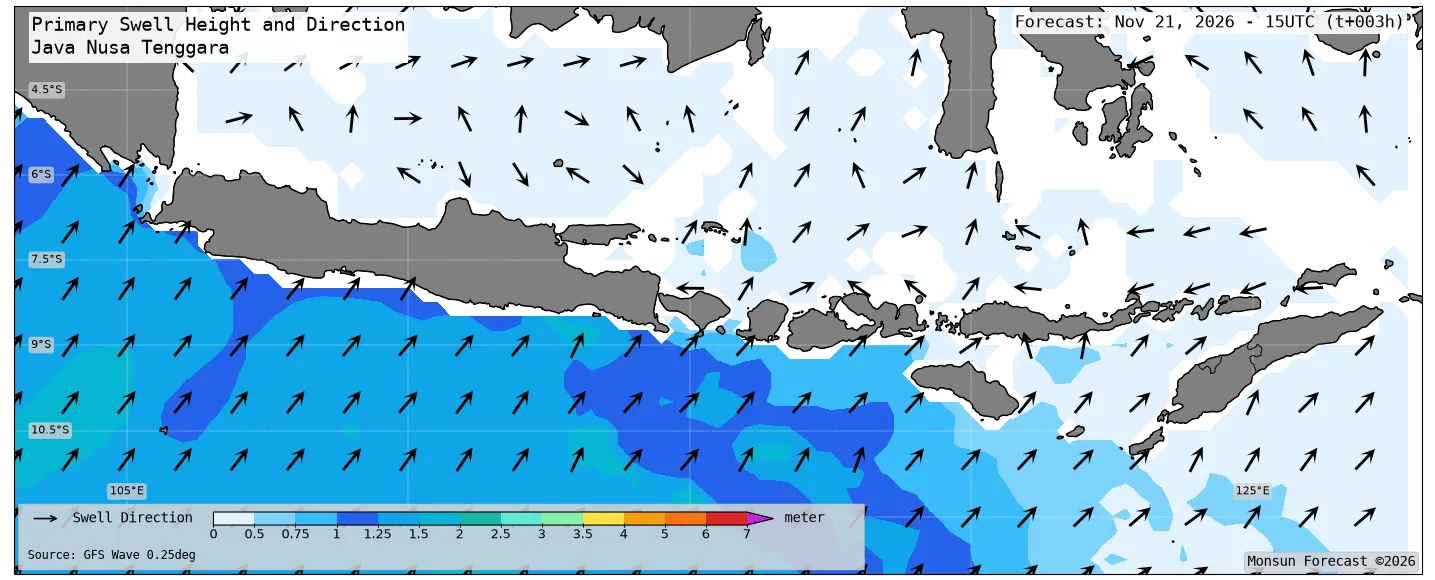 Primary Swell Height and Direction
Java Nusa Tenggara
Forecast: Nov 21, 2026 - 15UTC (t+003h)
4.5°S
6°S
7.5°S
9°S
10.5°S
105°E
125°E
Swell Direction
0 0.5 0.75 1 1.25 1.5 2 2.5 3 3.5 4 5 6 7
meter
Source: GFS Wave 0.25deg
Monsun Forecast ©2026